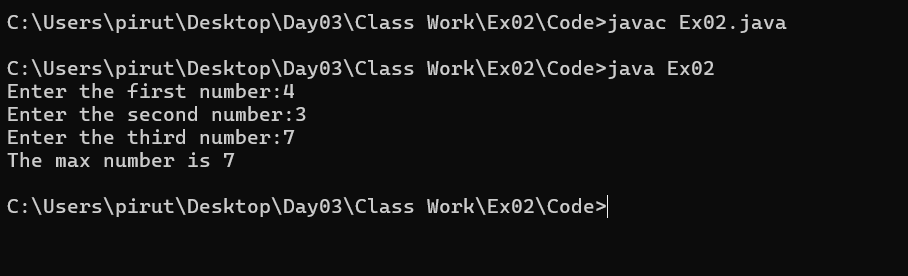 C:\Users\pirut\Desktop\Day03\Class Work\Ex02\Code>javac Ex02.java
C:\Users\pirut\Desktop\Day03\Class Work\Ex02\Code>java Ex02
Enter the first number:4
Enter the second number:3
Enter the third number:7
The max number is 7
C:\Users\pirut\Desktop\Day03\Class Work\Ex02\Code>